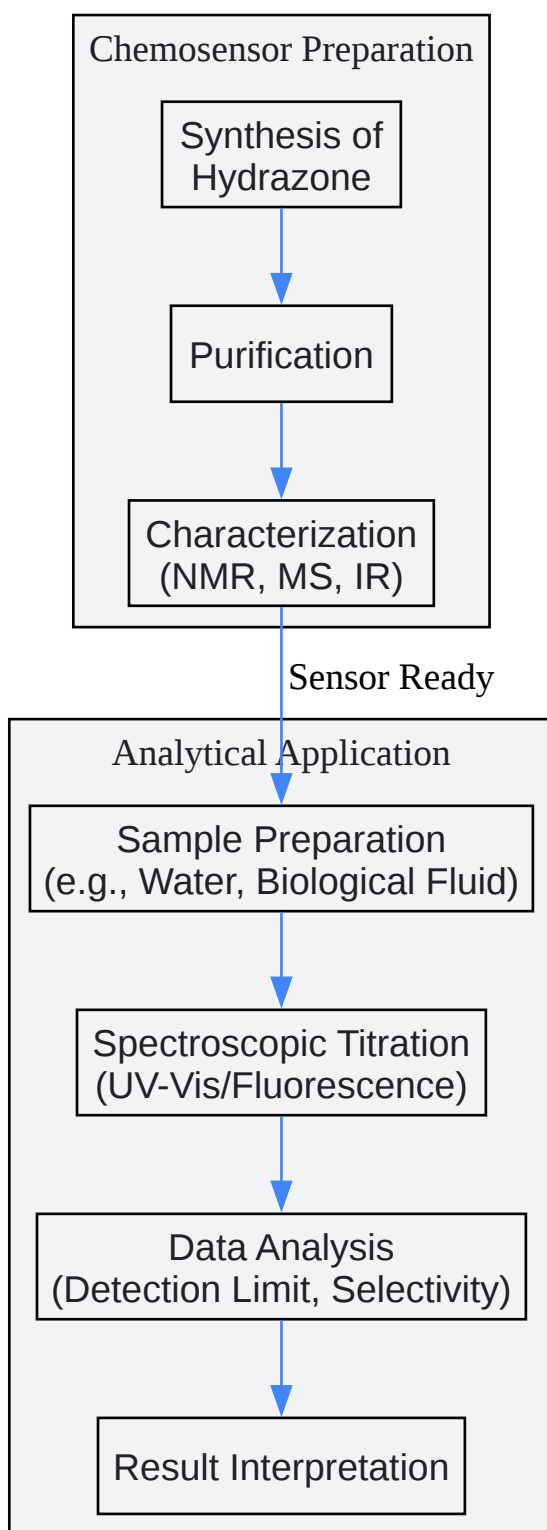 Chemosensor Preparation
Synthesis of
Hydrazone
Purification
Characterization
(NMR, MS, IR)
Sensor Ready
Analytical Application
Sample Preparation
(e.g., Water, Biological Fluid)
Spectroscopic Titration
(UV-Vis/Fluorescence)
Data Analysis
(Detection Limit, Selectivity)
Result Interpretation